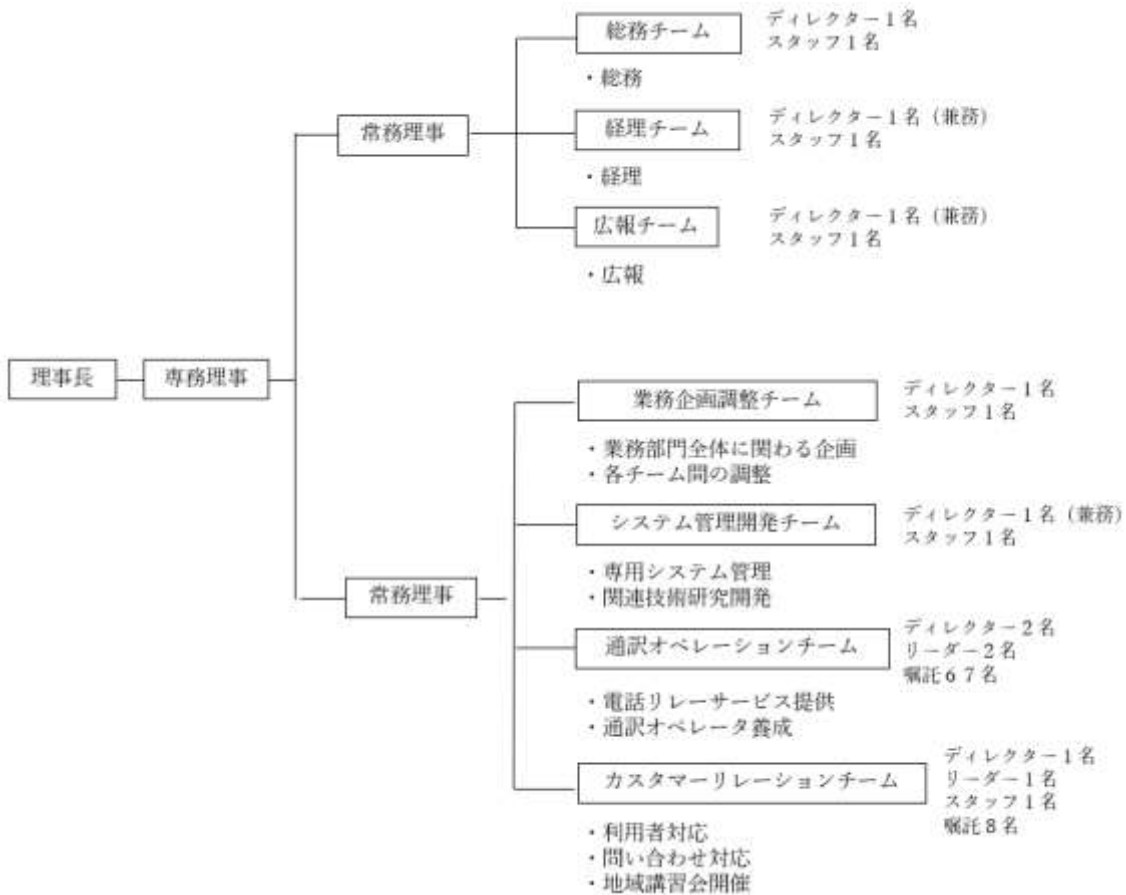 総務チーム
ディレクター1名
スタッフ1名
・総務
常務理事
経理チーム
ディレクター1名(兼務)
スタッフ1名
・経理
広報チーム
ディレクター1名(兼務)
スタッフ1名
・広報
理事長
専務理事
業務企画調整チーム
ディレクター1名
スタッフ1名
・業務部門全体に関わる企画
・各チーム間の調整
システム管理開発チーム
ディレクター1名(兼務)
スタッフ1名
・専用システム管理
・関連技術研究開発
常務理事
通訳オペレーションチーム
ディレクター2名
リーダー2名
嘱託67名
・電話リレーサービス提供
・通訳オペレータ養成
カスタマーリレーションチーム
ディレクター1名
リーダー1名
スタッフ1名
嘱託8名
・利用者対応
・問い合わせ対応
・地域講習会開催